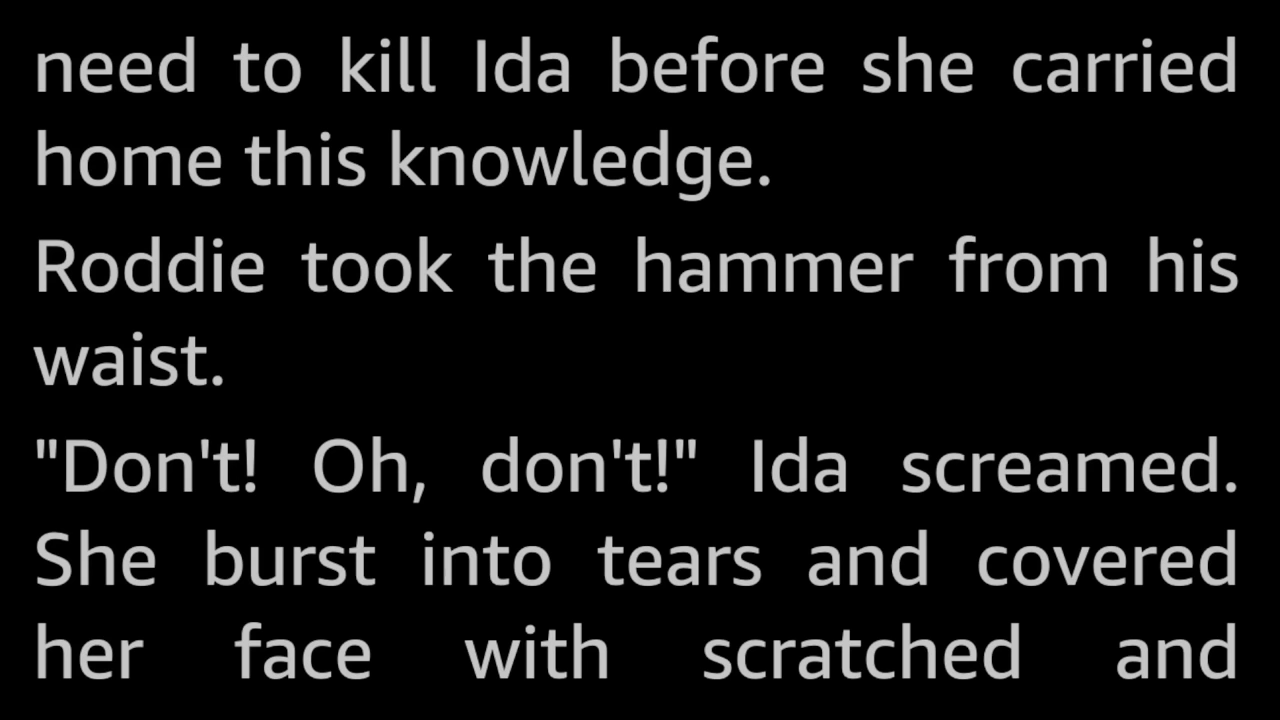 need to kill Ida before she carried
home this knowledge.
Roddie took the hammer from his
waist.
"Don't! Oh, don't!" Ida screamed.
She burst into tears and covered
her face with scratched and